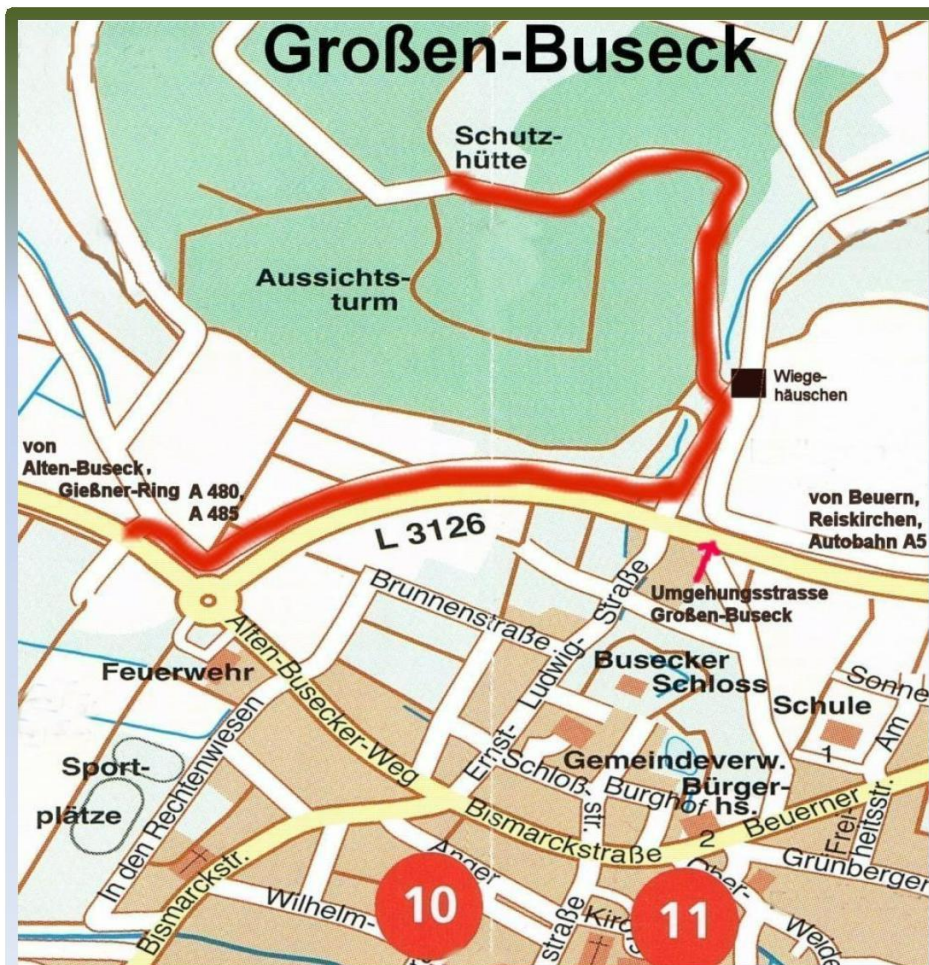 Großen-Buseck
Schutz-
hütte
Aussichts-
turm
Wiege-
häuschen
von
Alten-Buseck,
Gießner-Ring
A 480,
A 485
von Beuern,
Reiskirchen,
Autobahn A5
L 3126
Umgehungsstrasse
Großen-Buseck
Brunnenstraße
Ernst- Ludwig- Straße
Alten-Busecker-Weg
Feuerwehr
Busecker
Schloss
Sonne
Schule
Am
1
In den Rechtenwiesen
Sport-
plätze
Schloß
str.
Gemeindeverw.
Bürger-
hs.
Burghof
2
Beuerner
Frei-
heitsstr.
Bismarckstraße
Grünberger
Bismarckstr.
Anger
Ober-
Wilhelm-
10
straße
Kirch
11
Weide